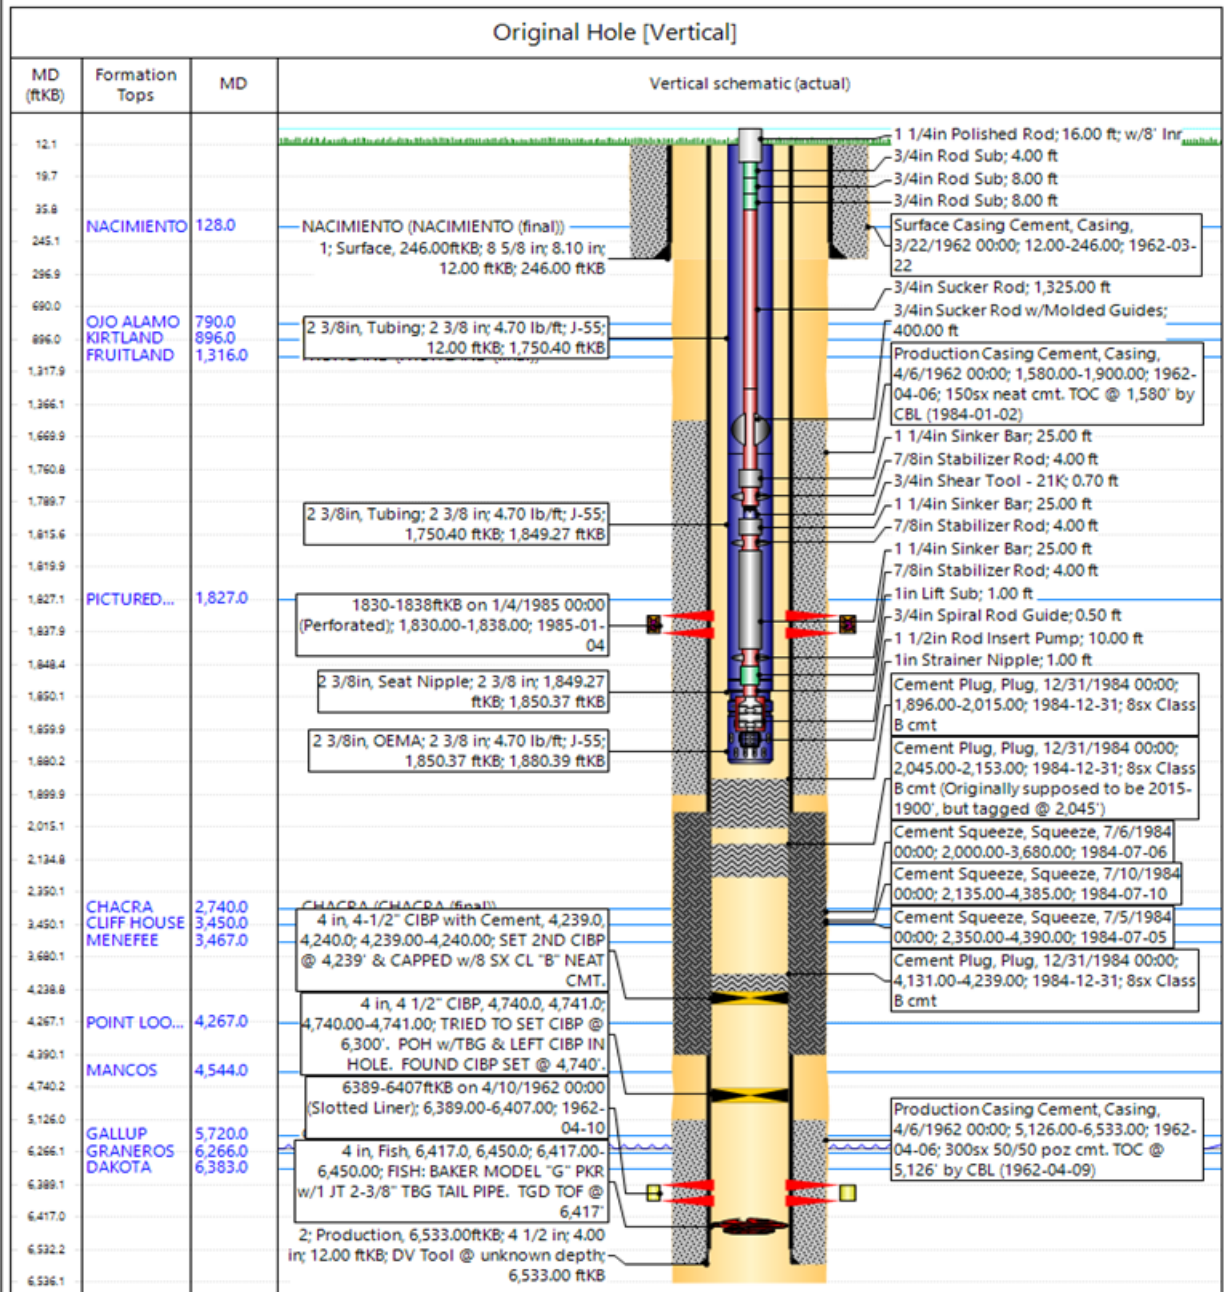 Original Hole [Vertical]
MD (ftKB)
Formation Tops
MD
Vertical schematic (actual)
12.1
19.7
35.8
245.1
296.9
690.0
896.0
1,317.9
1,366.1
1,669.9
1,760.8
1,789.7
1,815.6
1,819.9
1,827.1
1,837.9
1,848.4
1,850.1
1,859.9
1,880.2
1,899.9
2,015.1
2,134.8
2,350.1
3,450.1
3,680.1
4,238.8
4,267.1
4,390.1
4,740.2
5,126.0
6,266.1
6,389.1
6,417.0
6,532.2
6,536.1
NACIMIENTO 128.0
OJO ALAMO 790.0
KIRTLAND 896.0
FRUITLAND 1,316.0
PICTURED... 1,827.0
CHACRA 2,740.0
CLIFF HOUSE 3,450.0
MENEFEE 3,467.0
POINT LOO... 4,267.0
MANCOS 4,544.0
GALLUP 5,720.0
GRANEROS 6,266.0
DAKOTA 6,383.0
NACIMIENTO (NACIMIENTO (final))
1; Surface, 246.00ftKB; 8 5/8 in; 8.10 in;
12.00 ftKB; 246.00 ftKB
2 3/8in, Tubing; 2 3/8 in; 4.70 lb/ft; J-55;
12.00 ftKB; 1,750.40 ftKB
2 3/8in, Tubing; 2 3/8 in; 4.70 lb/ft; J-55;
1,750.40 ftKB; 1,849.27 ftKB
1830-1838ftKB on 1/4/1985 00:00
(Perforated); 1,830.00-1,838.00; 1985-01-
04
2 3/8in, Seat Nipple; 2 3/8 in; 1,849.27
ftKB; 1,850.37 ftKB
2 3/8in, OEMA; 2 3/8 in; 4.70 lb/ft; J-55;
1,850.37 ftKB; 1,880.39 ftKB
CHACRA (CHACRA (final))
4 in, 4-1/2" CIBP with Cement, 4,239.0,
4,240.0; 4,239.00-4,240.00; SET 2ND CIBP
@ 4,239' & CAPPED w/8 SX CL "B" NEAT
CMT.
4 in, 4 1/2" CIBP, 4,740.0, 4,741.0;
4,740.00-4,741.00; TRIED TO SET CIBP @
6,300'. POH w/TBG & LEFT CIBP IN
HOLE. FOUND CIBP SET @ 4,740'.
6389-6407ftKB on 4/10/1962 00:00
(Slotted Liner); 6,389.00-6,407.00; 1962-
04-10
4 in, Fish, 6,417.0, 6,450.0; 6,417.00-
6,450.00; FISH: BAKER MODEL "G" PKR
w/1 JT 2-3/8" TBG TAIL PIPE. TGD TOF @
6,417'
2; Production, 6,533.00ftKB; 4 1/2 in; 4.00
in; 12.00 ftKB; DV Tool @ unknown depth;
6,533.00 ftKB
1 1/4in Polished Rod; 16.00 ft; w/8' lnr
3/4in Rod Sub; 4.00 ft
3/4in Rod Sub; 8.00 ft
3/4in Rod Sub; 8.00 ft
Surface Casing Cement, Casing,
3/22/1962 00:00; 12.00-246.00; 1962-03-
22
3/4in Sucker Rod; 1,325.00 ft
3/4in Sucker Rod w/Molded Guides;
400.00 ft
Production Casing Cement, Casing,
4/6/1962 00:00; 1,580.00-1,900.00; 1962-
04-06; 150sx neat cmt. TOC @ 1,580' by
CBL (1984-01-02)
1 1/4in Sinker Bar; 25.00 ft
7/8in Stabilizer Rod; 4.00 ft
3/4in Shear Tool - 21K; 0.70 ft
1 1/4in Sinker Bar; 25.00 ft
7/8in Stabilizer Rod; 4.00 ft
1 1/4in Sinker Bar; 25.00 ft
7/8in Stabilizer Rod; 4.00 ft
1in Lift Sub; 1.00 ft
3/4in Spiral Rod Guide; 0.50 ft
1 1/2in Rod Insert Pump; 10.00 ft
1in Strainer Nipple; 1.00 ft
Cement Plug, Plug, 12/31/1984 00:00;
1,896.00-2,015.00; 1984-12-31; 8sx Class
B cmt
Cement Plug, Plug, 12/31/1984 00:00;
2,045.00-2,153.00; 1984-12-31; 8sx Class
B cmt (Originally supposed to be 2015-
1900', but tagged @ 2,045')
Cement Squeeze, Squeeze, 7/6/1984
00:00; 2,000.00-3,680.00; 1984-07-06
Cement Squeeze, Squeeze, 7/10/1984
00:00; 2,135.00-4,385.00; 1984-07-10
Cement Squeeze, Squeeze, 7/5/1984
00:00; 2,350.00-4,390.00; 1984-07-05
Cement Plug, Plug, 12/31/1984 00:00;
4,131.00-4,239.00; 1984-12-31; 8sx Class
B cmt
Production Casing Cement, Casing,
4/6/1962 00:00; 5,126.00-6,533.00; 1962-
04-06; 300sx 50/50 poz cmt. TOC @
5,126' by CBL (1962-04-09)